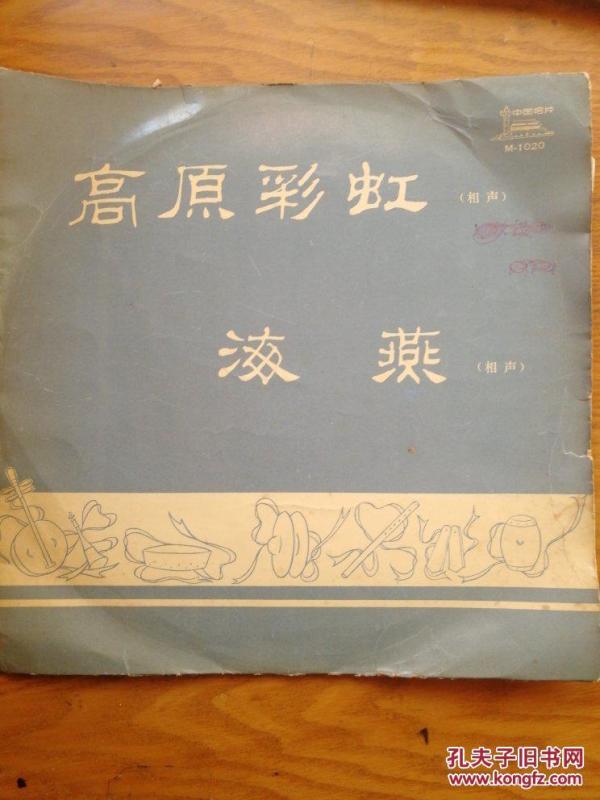 中国唱片
M-1020
高原彩虹 (相声)
海燕 (相声)
孔夫子旧书网
www.kongfz.com